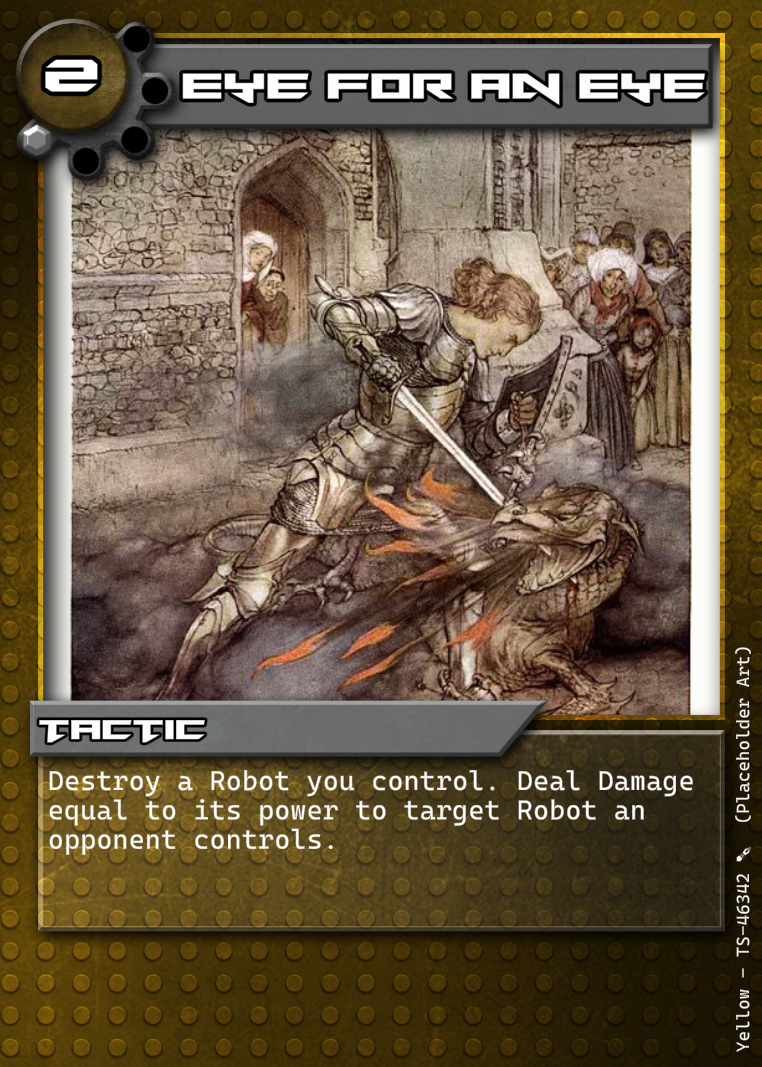 2
EYE FOR AN EYE
TACTIC
Destroy a Robot you control. Deal Damage
equal to its power to target Robot an
opponent controls.
Yellow - TS-46342 ✒ (Placeholder Art)